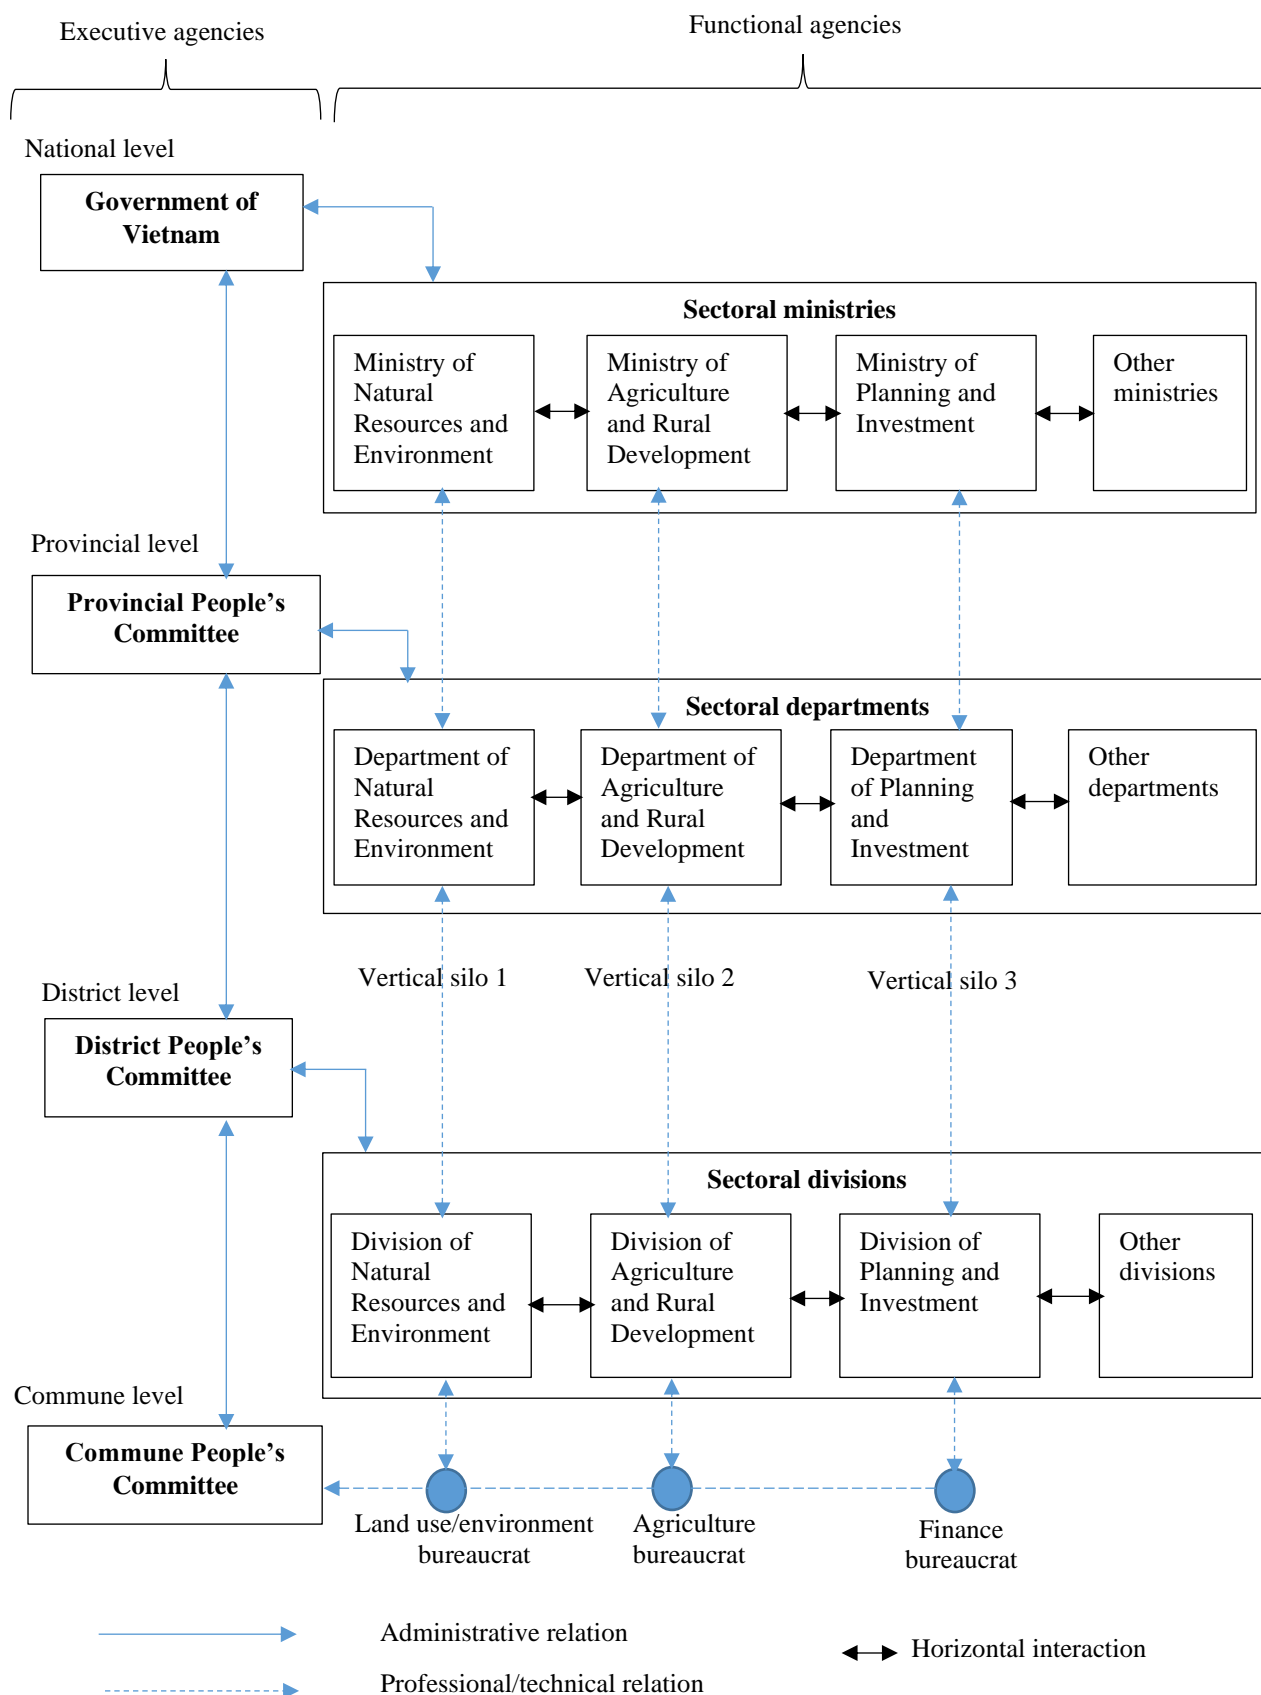 Executive agencies
Functional agencies
National level
Government of
Vietnam
Sectoral ministries
Ministry of
Natural
Resources and
Environment
Ministry of
Agriculture
and Rural
Development
Ministry of
Planning and
Investment
Other
ministries
Provincial level
Provincial People’s
Committee
Sectoral departments
Department of
Natural
Resources and
Environment
Department of
Agriculture
and Rural
Development
Department
of Planning
and
Investment
Other
departments
Vertical silo 1
Vertical silo 2
Vertical silo 3
District level
District People’s
Committee
Sectoral divisions
Division of
Natural
Resources and
Environment
Division of
Agriculture
and Rural
Development
Division of
Planning and
Investment
Other
divisions
Commune level
Commune People’s
Committee
Land use/environment
bureaucrat
Agriculture
bureaucrat
Finance
bureaucrat
Administrative relation
Horizontal interaction
Professional/technical relation